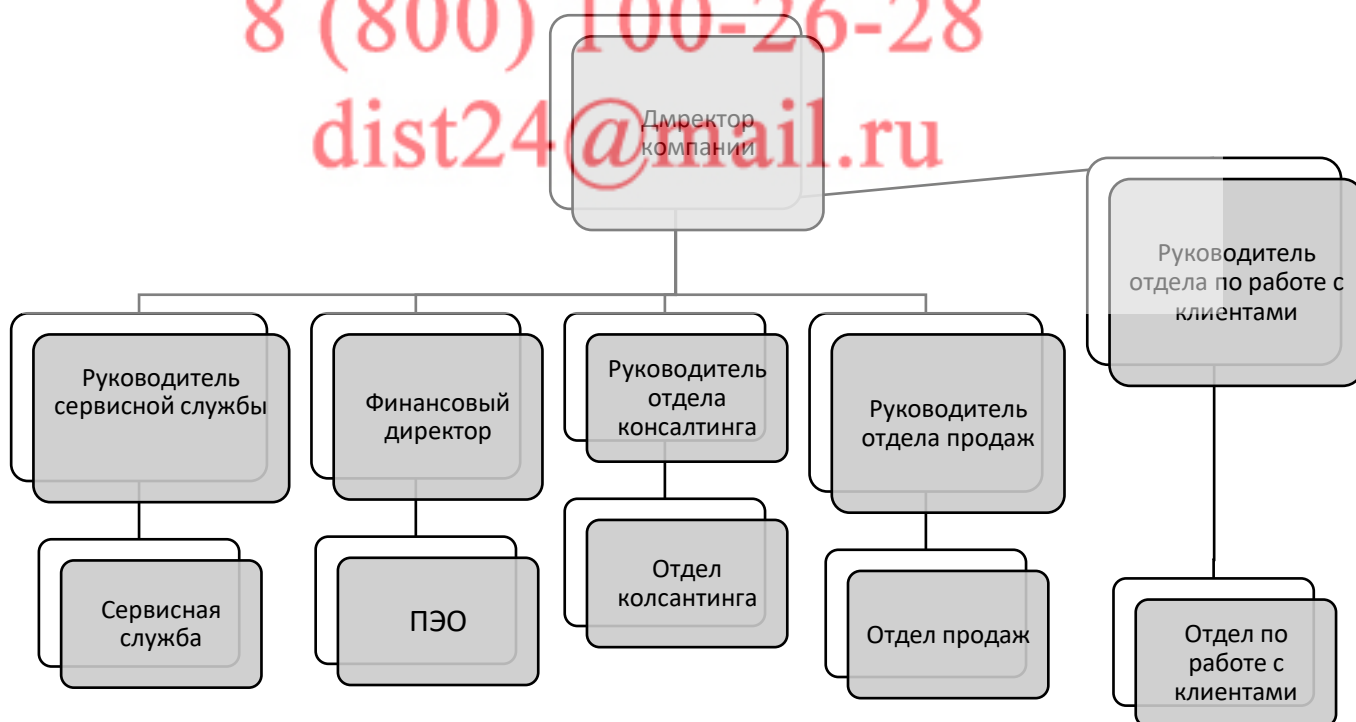 8 (800) 100-26-28
dist24@mail.ru
Дмректор
компании
Руководитель
отдела по работе с
клиентами
Руководитель
сервисной службы
Финансовый
директор
Руководитель
отдела
консалтинга
Руководитель
отдела продаж
Сервисная
служба
ПЭО
Отдел
колсантинга
Отдел продаж
Отдел по
работе с
клиентами